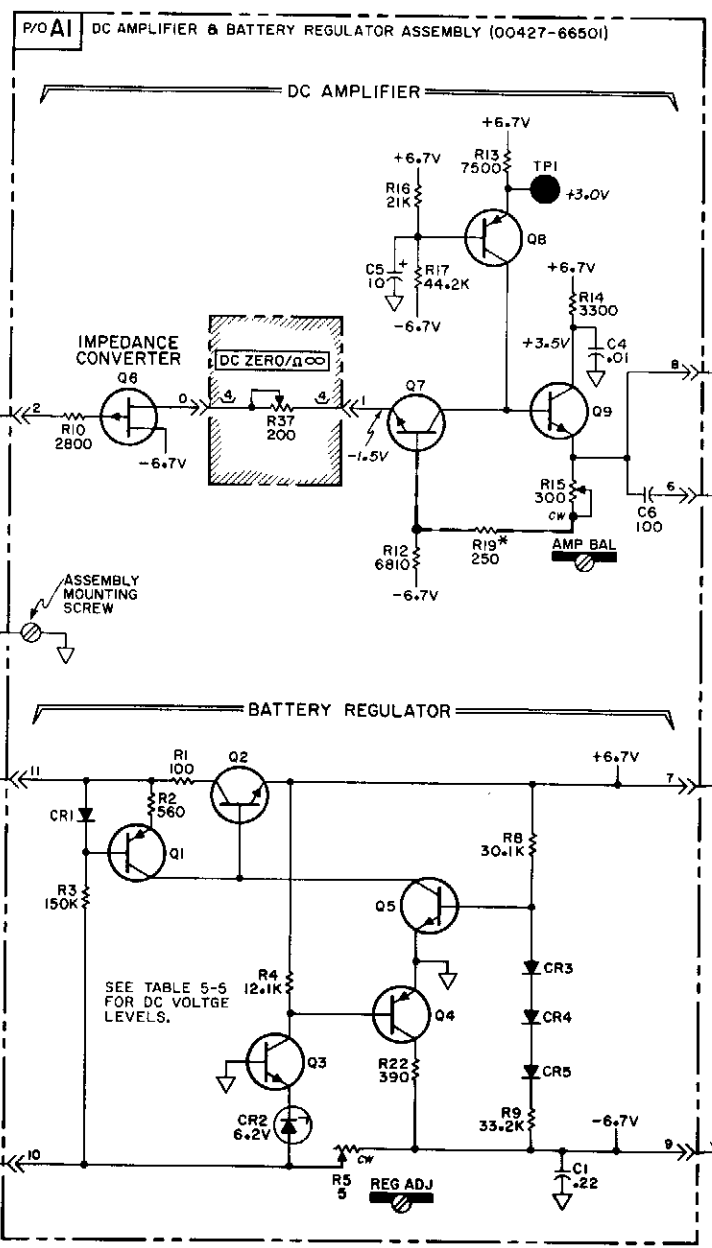 P/O A1 DC AMPLIFIER & BATTERY REGULATOR ASSEMBLY (00427-66501)
DC AMPLIFIER
+6.7V
R13
7500
TP1
+3.0V
+6.7V
R16
21K
Q8
C5
10
+
R17
44.2K
-6.7V
+6.7V
R14
3300
+3.5V
C4
.01
8
IMPEDANCE
CONVERTER
Q6
DC ZERO/Ω∞
0
4
4
1
R37
200
Q7
Q9
2
R10
2800
-6.7V
-1.5V
R15
300
CW
6
C6
100
R12
6810
R19*
250
AMP BAL
-6.7V
ASSEMBLY
MOUNTING
SCREW
BATTERY REGULATOR
11
R1
100
Q2
+6.7V
7
CR1
R2
560
Q1
R8
30.1K
R3
150K
Q5
SEE TABLE 5-5
FOR DC VOLTGE
LEVELS.
R4
12.1K
CR3
Q4
CR4
Q3
R22
390
CR5
CR2
6.2V
R9
33.2K
-6.7V
10
9
CW
R5
5
REG ADJ
C1
.22